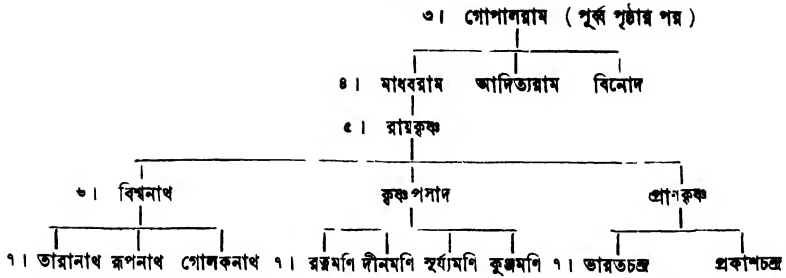 ৩। গোপালরাম ( পূর্ব্ব পৃষ্ঠার পর )
৪। মাধবরাম আদিত্যরাম বিনোদ
৫। রামকৃষ্ণ
৬। বিশ্বনাথ কৃষ্ণপ্রসাদ প্রাণকৃষ্ণ
৭। তারানাথ রূপনাথ গোলকনাথ ৭। রত্নমণি দীনমণি সূর্য্যমণি কুঞ্জমণি ৭। ভারতচন্দ্র প্রকাশচন্দ্র